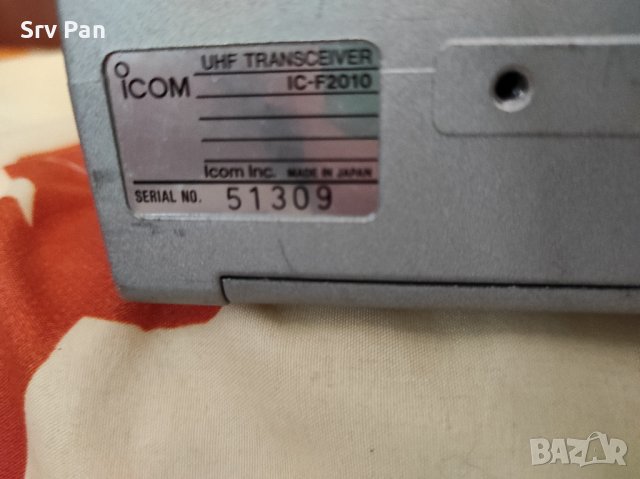 Srv Pan
UHF TRANSCEIVER
ICOM IC-F2010
Icom Inc. MADE IN JAPAN
SERIAL NO. 51309
BAZAR